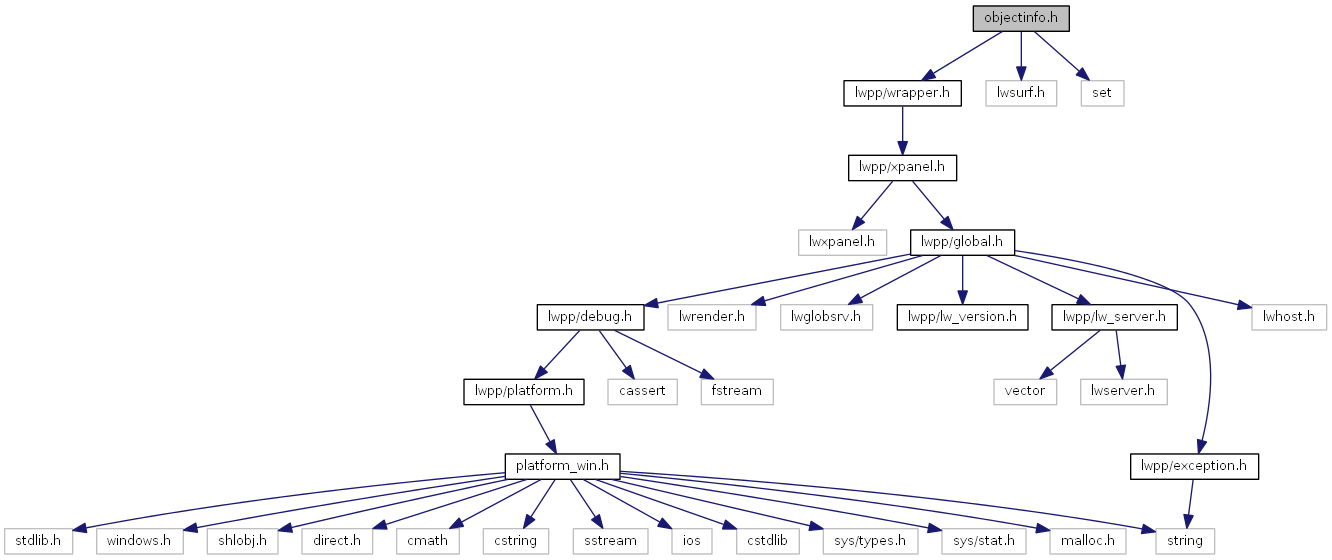 objectinfo.h
lwpp/wrapper.h
lwsurf.h
set
lwpp/xpanel.h
lwxpanel.h
lwpp/global.h
lwpp/debug.h
lwrender.h
lwglobsrv.h
lwpp/lw_version.h
lwpp/lw_server.h
lwhost.h
lwpp/platform.h
cassert
fstream
vector
lwserver.h
platform_win.h
lwpp/exception.h
stdlib.h
windows.h
shlobj.h
direct.h
cmath
cstring
sstream
ios
cstdlib
sys/types.h
sys/stat.h
malloc.h
string